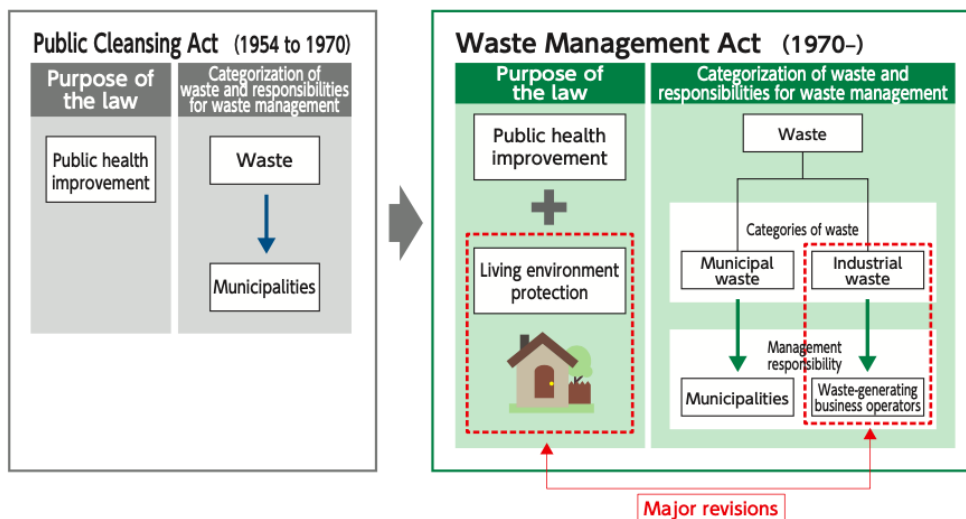 Public Cleansing Act (1954 to 1970)
Purpose of
the law
Categorization of
waste and responsibilities
for waste management
Public health
improvement
Waste
Municipalities
Waste Management Act (1970–)
Purpose of
the law
Categorization of waste and
responsibilities for waste management
Public health
improvement
Living environment
protection
Waste
Categories of waste
Municipal
waste
Industrial
waste
Management
responsibility
Municipalities
Waste-generating
business operators
Major revisions